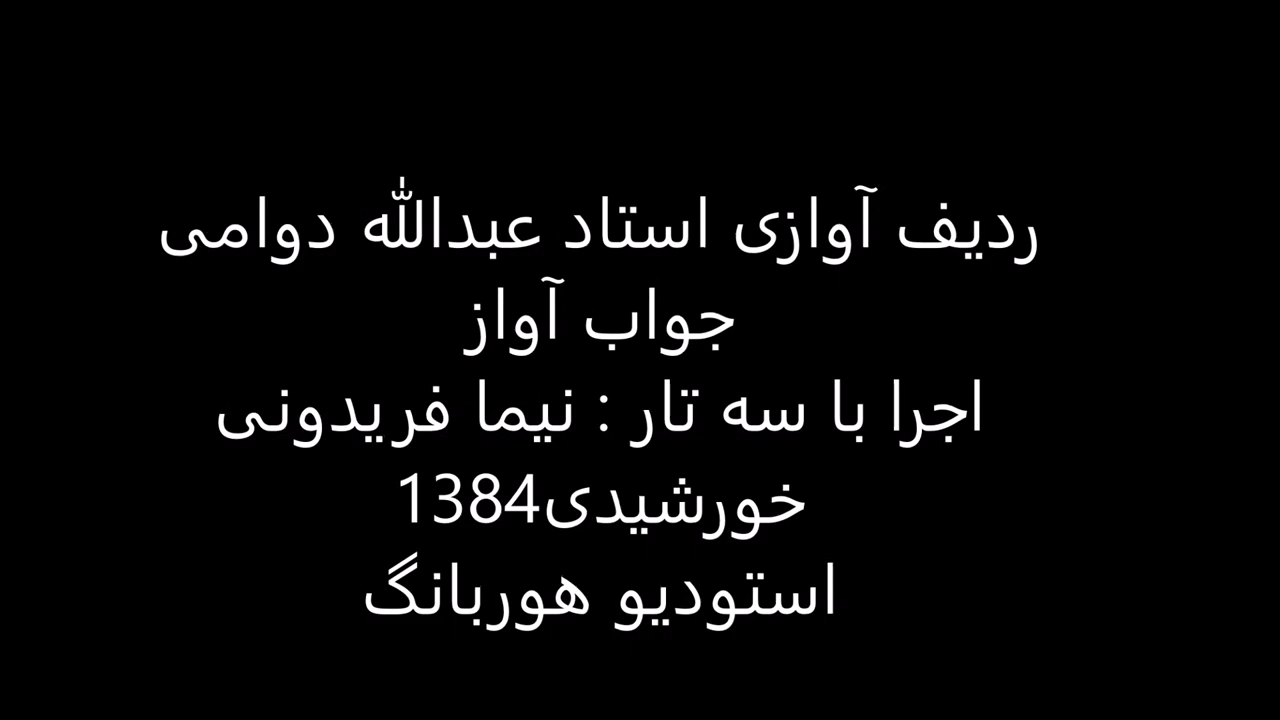 ردیف آوازی استاد عبدالله دوامی
جواب آواز
اجرا با سه تار : نیما فریدونی
خورشیدی1384
استودیو هوربانگ